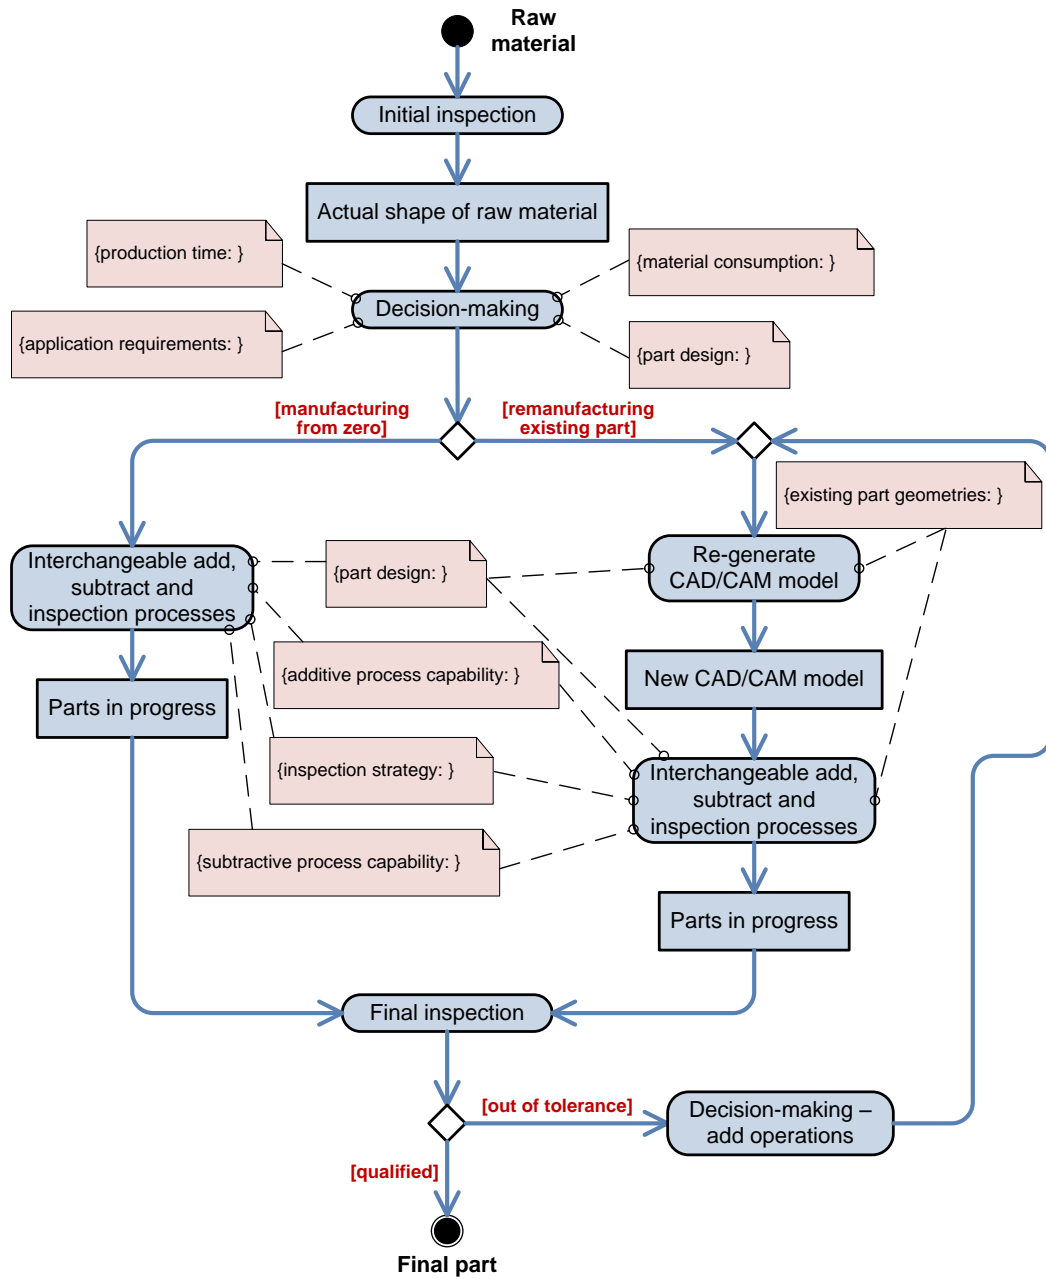 Raw
material
Initial inspection
Actual shape of raw material
{production time: }
{material consumption: }
Decision-making
{application requirements: }
{part design: }
[manufacturing
from zero]
[remanufacturing
existing part]
{existing part geometries: }
Interchangeable add,
subtract and
inspection processes
{part design: }
Re-generate
CAD/CAM model
{additive process capability: }
New CAD/CAM model
Parts in progress
{inspection strategy: }
Interchangeable add,
subtract and
inspection processes
{subtractive process capability: }
Parts in progress
Final inspection
[out of tolerance]
Decision-making –
add operations
[qualified]
Final part